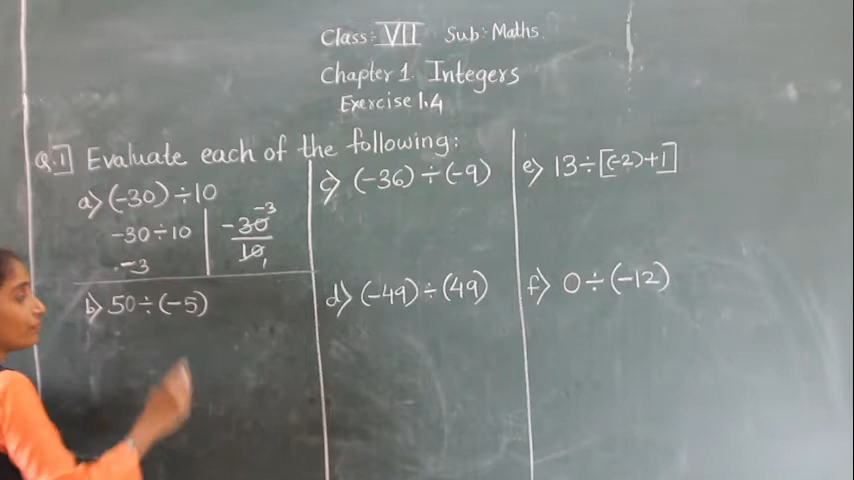 Class:- VII Sub:- Maths.
Chapter 1. Integers
Exercise 1.4
Q.1] Evaluate each of the following:
a) (-30) ÷ 10
-30 ÷ 10
-3
-3
-30
10
1
b) 50 ÷ (-5)
c) (-36) ÷ (-9)
d) (-49) ÷ (49)
e) 13 ÷ [(-2)+1]
f) 0 ÷ (-12)